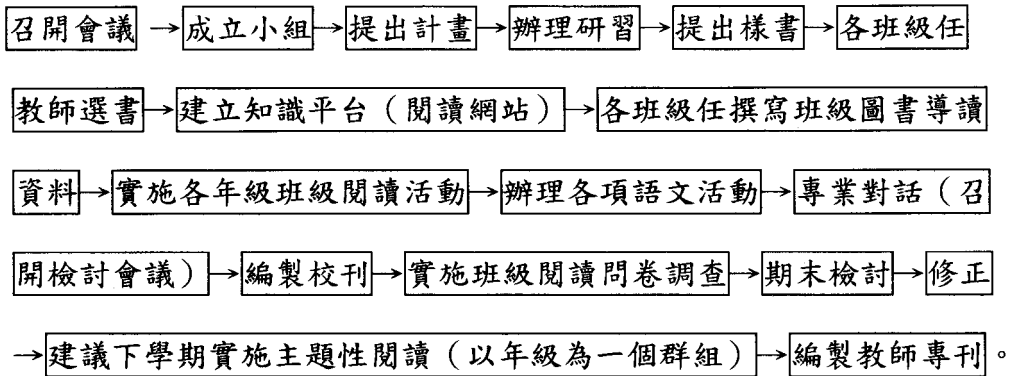 召開會議→成立小組→提出計畫→辦理研習→提出樣書→各班級任
教師選書→建立知識平台（閱讀網站）→各班級任撰寫班級圖書導讀
資料→實施各年級班級閱讀活動→辦理各項語文活動→專業對話（召
開檢討會議）→編製校刊→實施班級閱讀問卷調查→期末檢討→修正
→建議下學期實施主題性閱讀（以年級為一個群組）→編製教師專刊。